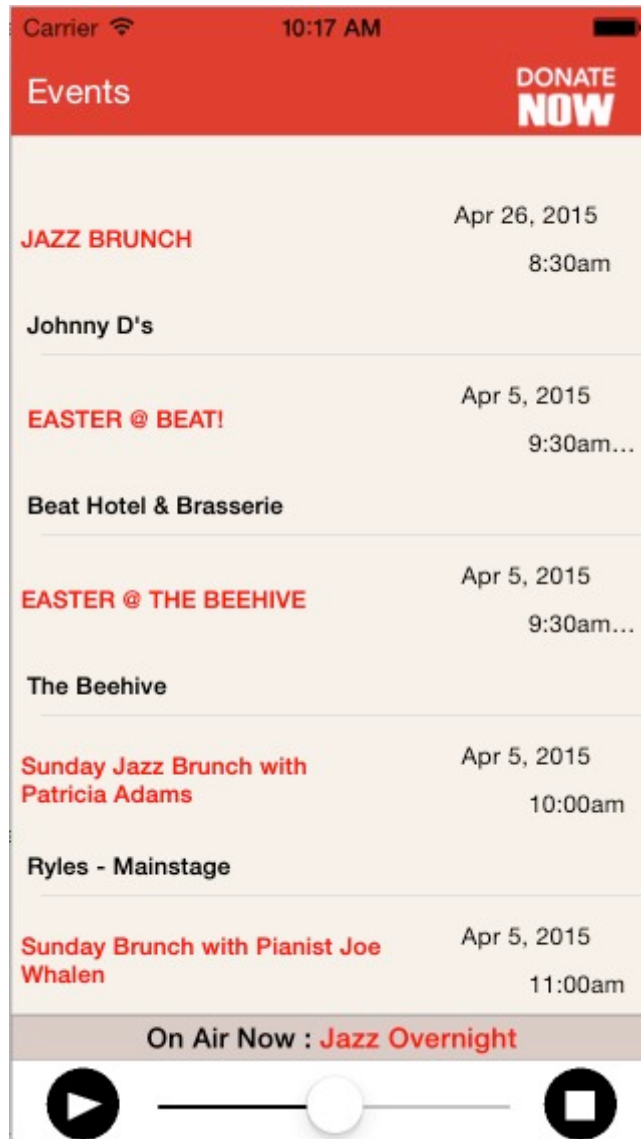 Carrier 10:17 AM
Events
DONATE
NOW
JAZZ BRUNCH
Apr 26, 2015
8:30am
Johnny D's
EASTER @ BEAT!
Apr 5, 2015
9:30am...
Beat Hotel & Brasserie
EASTER @ THE BEEHIVE
Apr 5, 2015
9:30am...
The Beehive
Sunday Jazz Brunch with
Patricia Adams
Apr 5, 2015
10:00am
Ryles - Mainstage
Sunday Brunch with Pianist Joe
Whalen
Apr 5, 2015
11:00am
On Air Now : Jazz Overnight